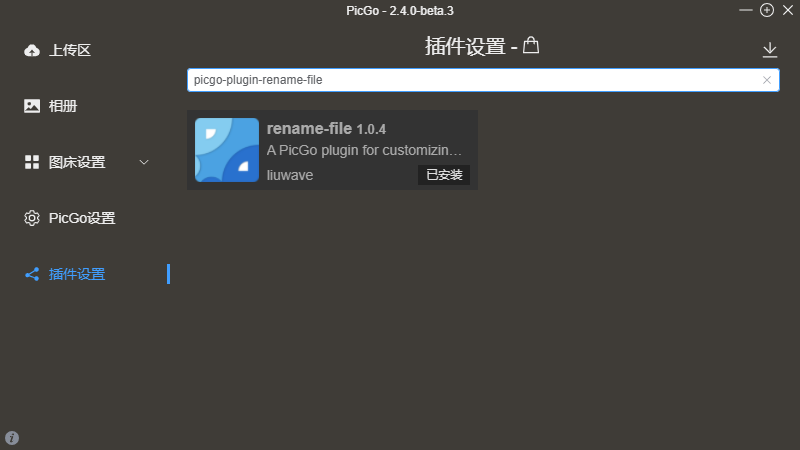 PicGo - 2.4.0-beta.3
上传区
相册
图床设置
PicGo设置
插件设置
插件设置 -
picgo-plugin-rename-file
rename-file 1.0.4
A PicGo plugin for customizin…
liuwave
已安装